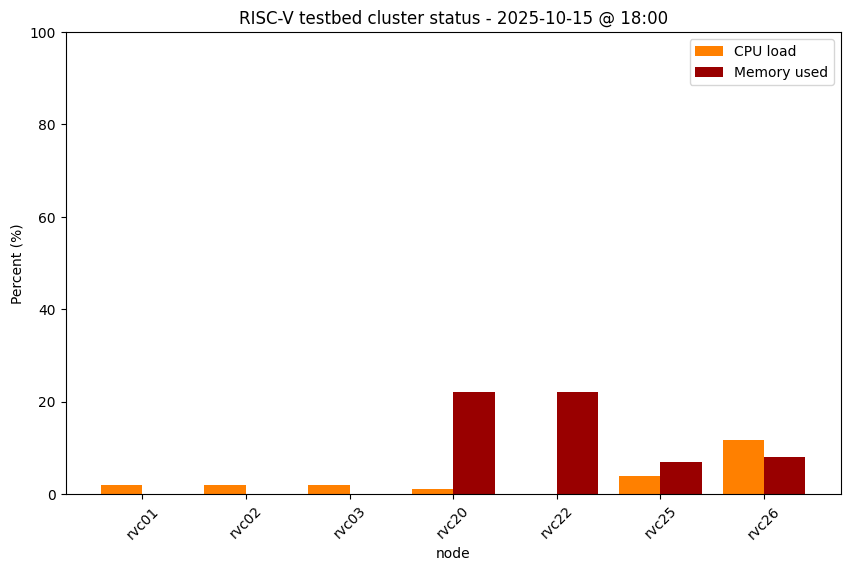 RISC-V testbed cluster status - 2025-10-15 @ 18:00
CPU load
Memory used
Percent (%)
100
80
60
40
20
0
rvc01
rvc02
rvc03
rvc20
rvc22
rvc25
rvc26
node